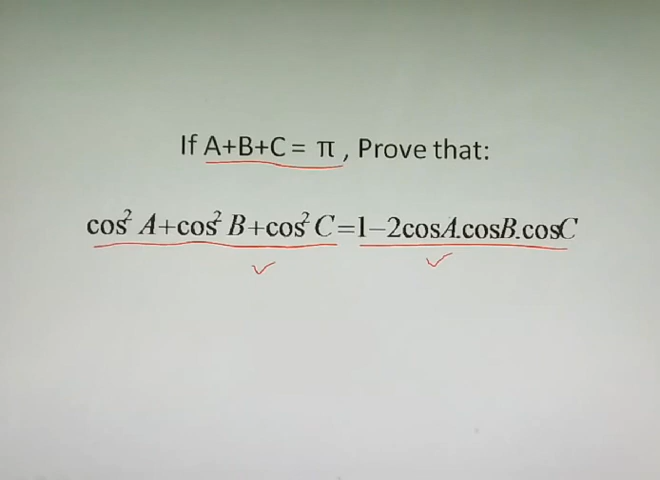 If A+B+C = π , Prove that:
cos² A+cos² B+cos² C=1−2cosA.cosB.cosC